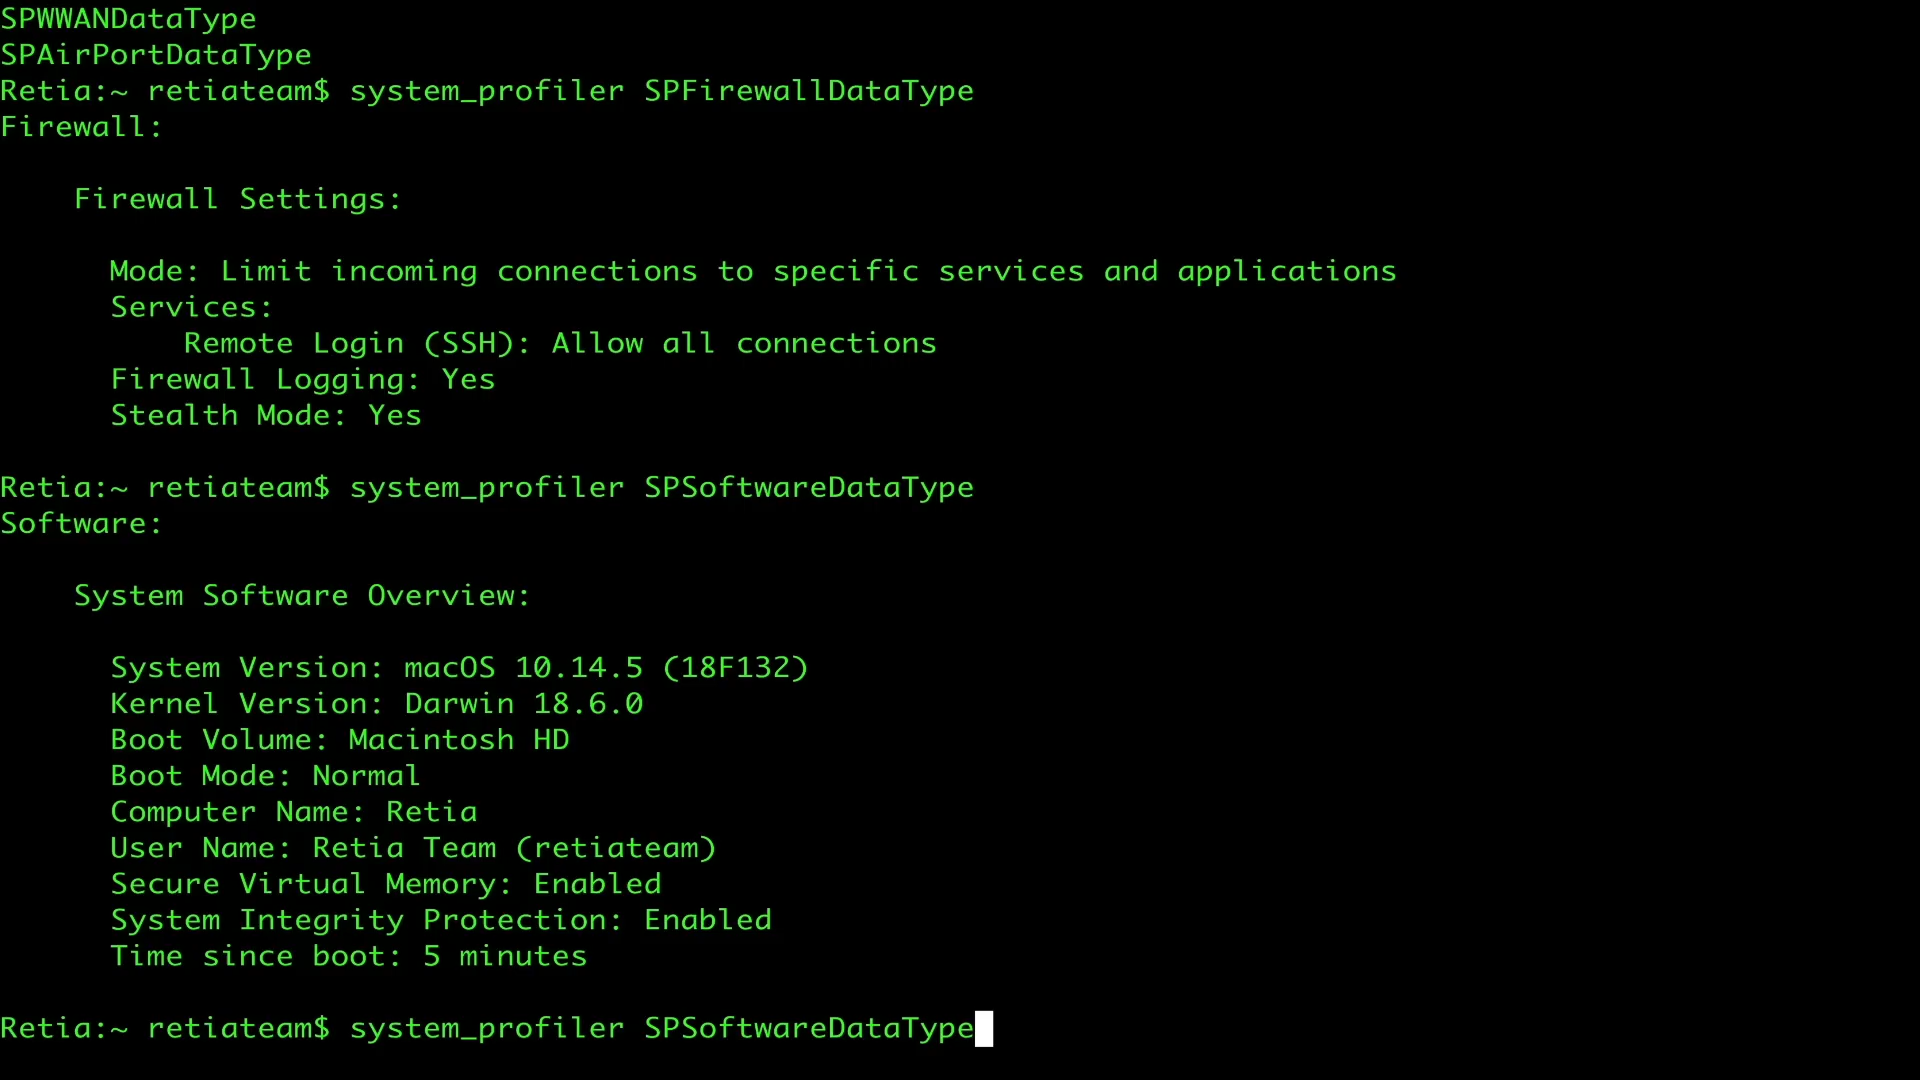 SPWWANDataType
SPAirPortDataType
Retia:~ retiateam$ system_profiler SPFirewallDataType
Firewall:
Firewall Settings:
Mode: Limit incoming connections to specific services and applications
Services:
Remote Login (SSH): Allow all connections
Firewall Logging: Yes
Stealth Mode: Yes
Retia:~ retiateam$ system_profiler SPSoftwareDataType
Software:
System Software Overview:
System Version: macOS 10.14.5 (18F132)
Kernel Version: Darwin 18.6.0
Boot Volume: Macintosh HD
Boot Mode: Normal
Computer Name: Retia
User Name: Retia Team (retiateam)
Secure Virtual Memory: Enabled
System Integrity Protection: Enabled
Time since boot: 5 minutes
Retia:~ retiateam$ system_profiler SPSoftwareDataType